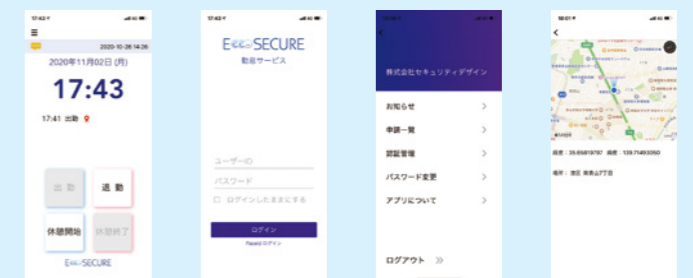 17:43
2020-10-26 14:26
2020年11月02日 (月)
17:43
17:41 出勤
出 勤
退 勤
休憩開始
休憩終了
SECURE
17:43
SECURE
勤怠サービス
ユーザーID
パスワード
ログインしたままにする
ログイン
FaceIDログイン
株式会社セキュリティデザイン
お知らせ
申請一覧
認証管理
パスワード変更
アプリについて
ログアウト
18:01
経度：35.65819797 緯度：139.71493050
場所：港区 南青山7丁目